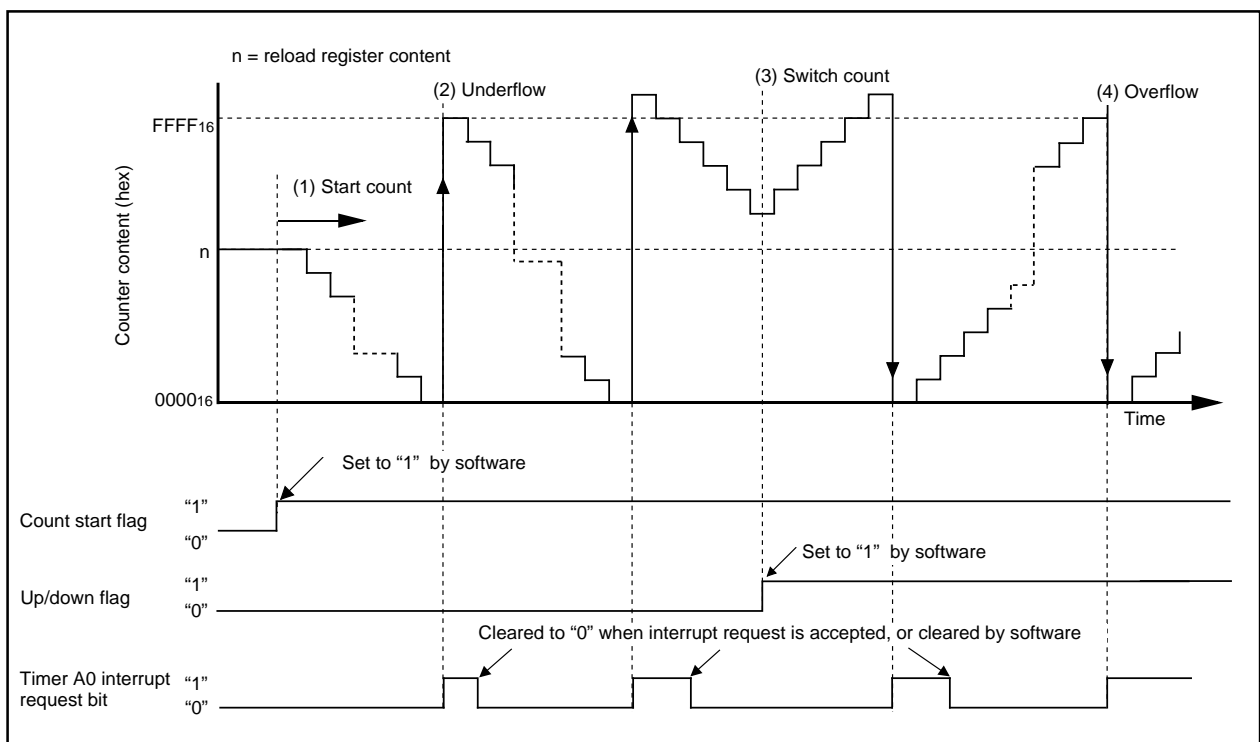 n = reload register content
(2) Underflow
(3) Switch count
(4) Overflow
FFFF16
(1) Start count
Counter content (hex)
n
000016
Time
Set to “1” by software
Count start flag
“1”
“0”
Set to “1” by software
Up/down flag
“1”
“0”
Cleared to “0” when interrupt request is accepted, or cleared by software
Timer A0 interrupt
request bit
“1”
“0”